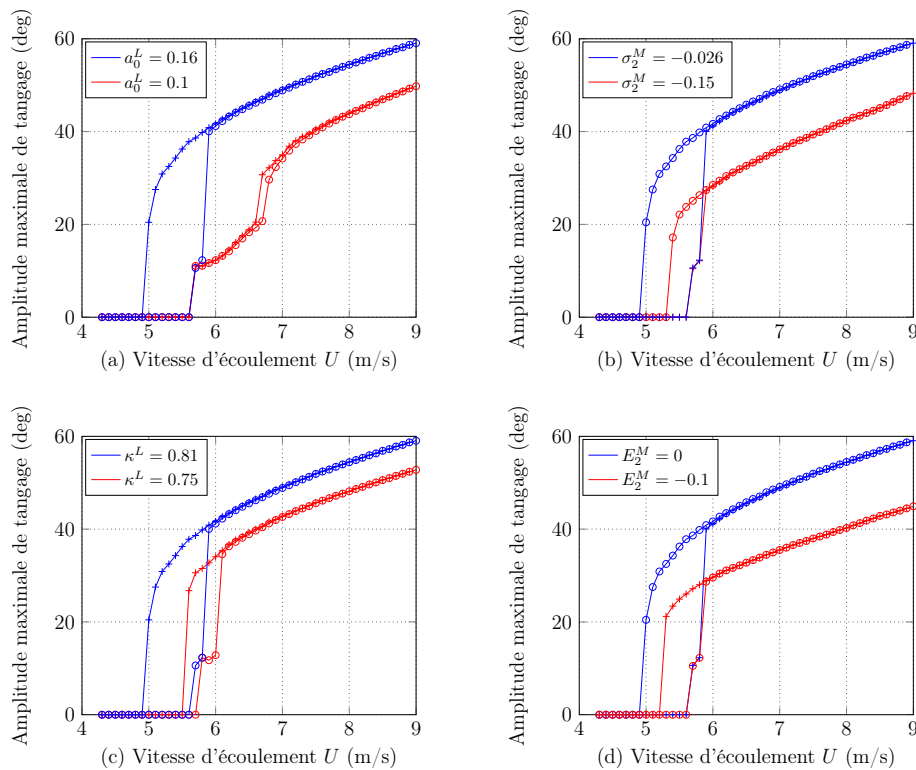 Amplitude maximale de tangage (deg)
60
40
20
0
4 5 6 7 8 9
a_0^L = 0.16
a_0^L = 0.1
(a) Vitesse d'écoulement U (m/s)
Amplitude maximale de tangage (deg)
60
40
20
0
4 5 6 7 8 9
σ_2^M = −0.026
σ_2^M = −0.15
(b) Vitesse d'écoulement U (m/s)
Amplitude maximale de tangage (deg)
60
40
20
0
4 5 6 7 8 9
κ^L = 0.81
κ^L = 0.75
(c) Vitesse d'écoulement U (m/s)
Amplitude maximale de tangage (deg)
60
40
20
0
4 5 6 7 8 9
E_2^M = 0
E_2^M = −0.1
(d) Vitesse d'écoulement U (m/s)